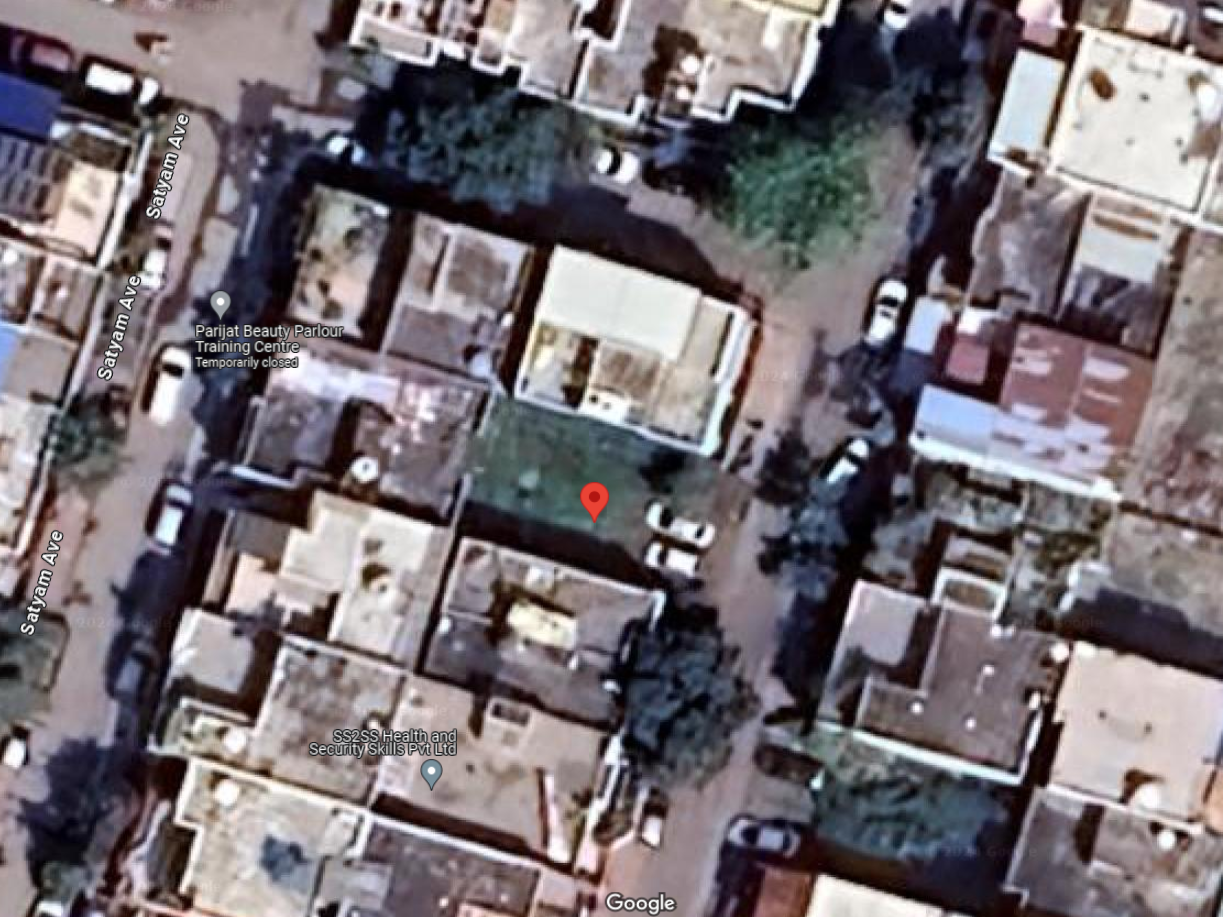 Satyam Ave
Satyam Ave
Parijat Beauty Parlour
Training Centre
Temporarily closed
Satyam Ave
SS2SS Health and
Security Skills Pvt Ltd
Google